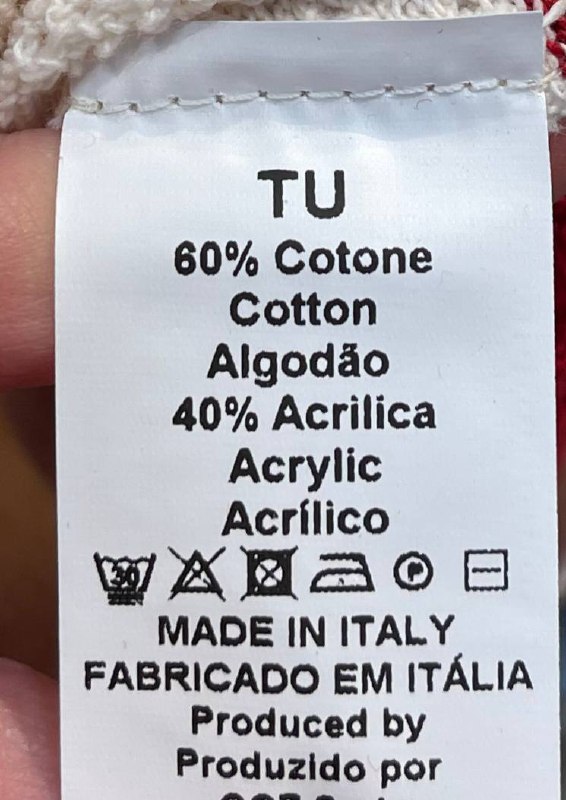 TU
60% Cotone
Cotton
Algodão
40% Acrilica
Acrylic
Acrílico
30 P
MADE IN ITALY
FABRICADO EM ITÁLIA
Produced by
Produzido por